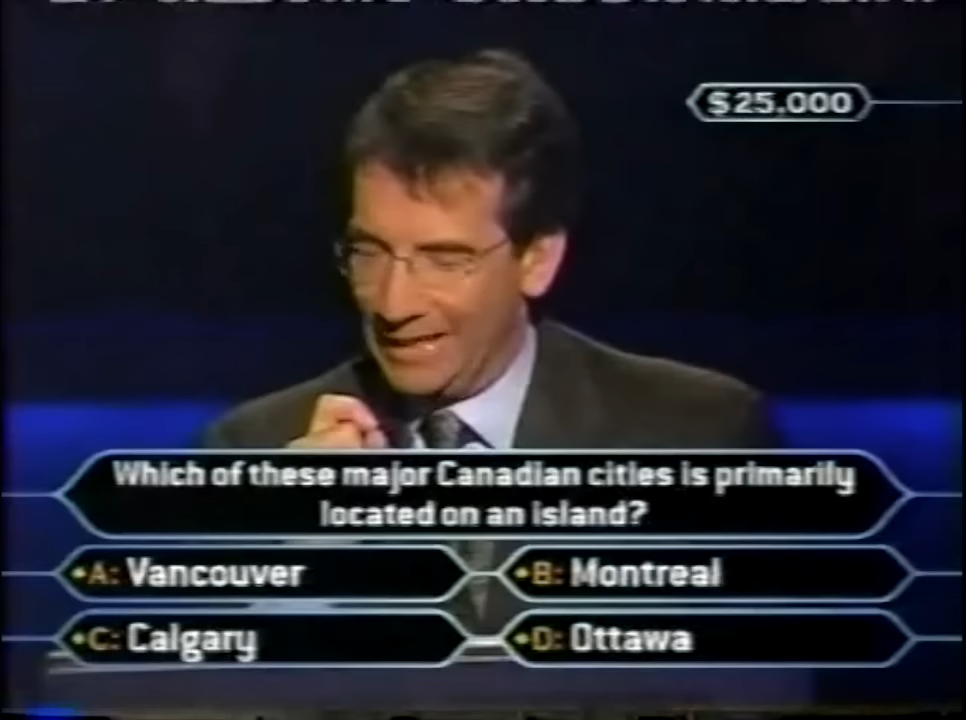 $25,000
Which of these major Canadian cities is primarily
located on an island?
A: Vancouver
B: Montreal
C: Calgary
D: Ottawa